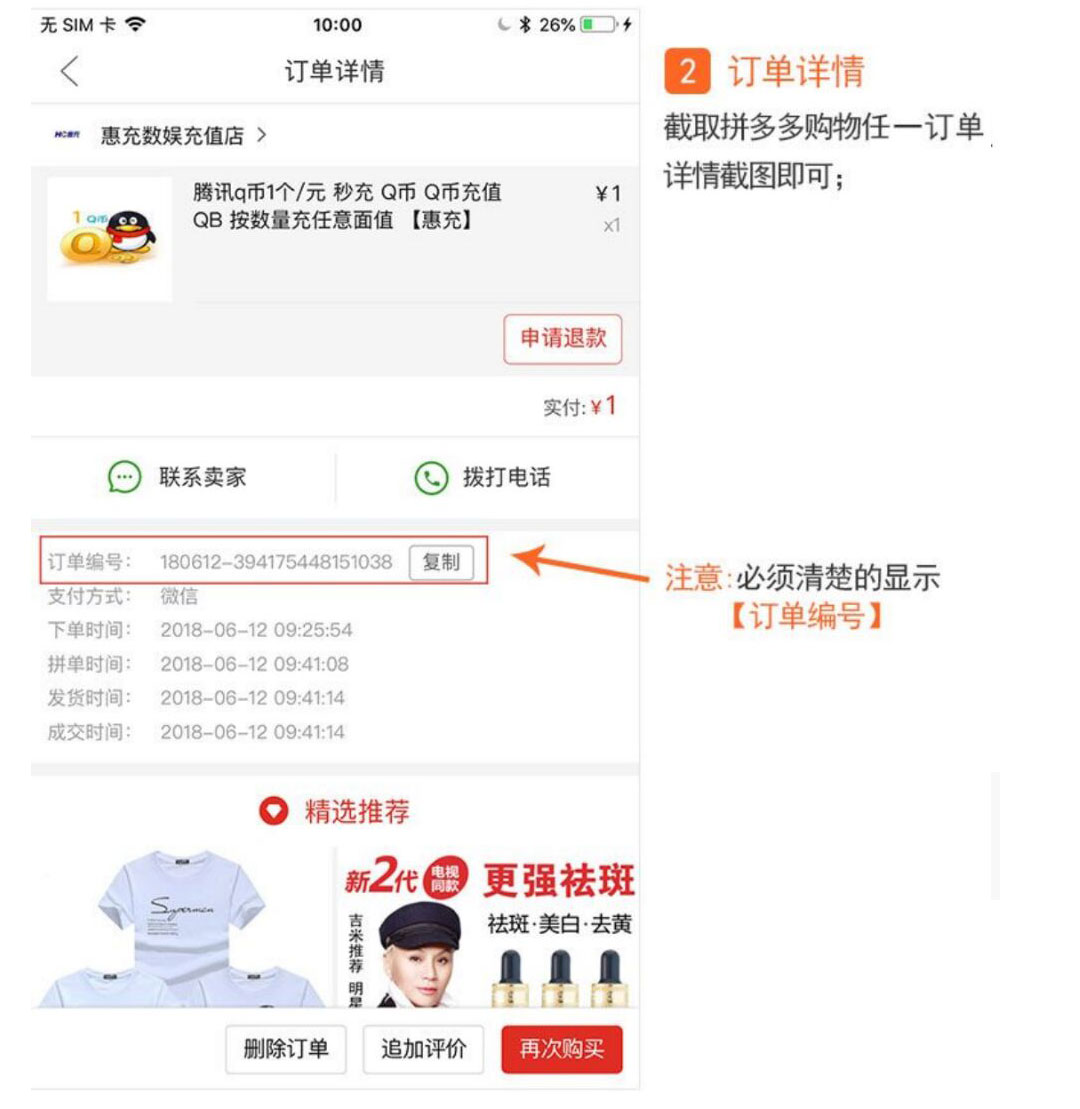 无 SIM 卡
10:00
26%
订单详情
惠充数娱充值店
腾讯q币1个/元 秒充 Q币 Q币充值
QB 按数量充任意面值 【惠充】
¥1
x1
1 Q币
Q
申请退款
实付:¥1
联系卖家
拨打电话
订单编号: 180612-394175448151038 复制
支付方式: 微信
下单时间: 2018-06-12 09:25:54
拼单时间: 2018-06-12 09:41:08
发货时间: 2018-06-12 09:41:14
成交时间: 2018-06-12 09:41:14
精选推荐
Supermen
新2代 电视同款 更强祛斑
祛斑·美白·去黄
吉米推荐 明星
删除订单
追加评价
再次购买
2 订单详情
截取拼多多购物任一订单
详情截图即可;
注意:必须清楚的显示
【订单编号】